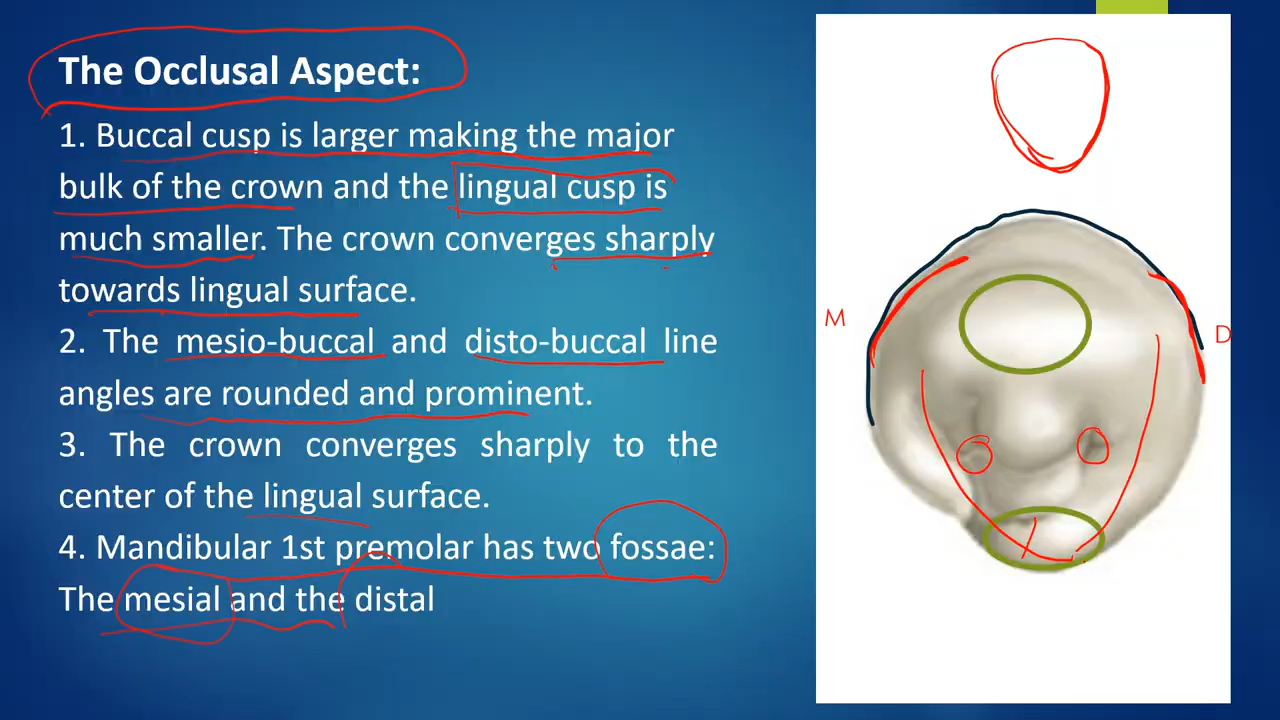 The Occlusal Aspect:
1. Buccal cusp is larger making the major
bulk of the crown and the lingual cusp is
much smaller. The crown converges sharply
towards lingual surface.
2. The mesio-buccal and disto-buccal line
angles are rounded and prominent.
3. The crown converges sharply to the
center of the lingual surface.
4. Mandibular 1st premolar has two fossae:
The mesial and the distal
M
D